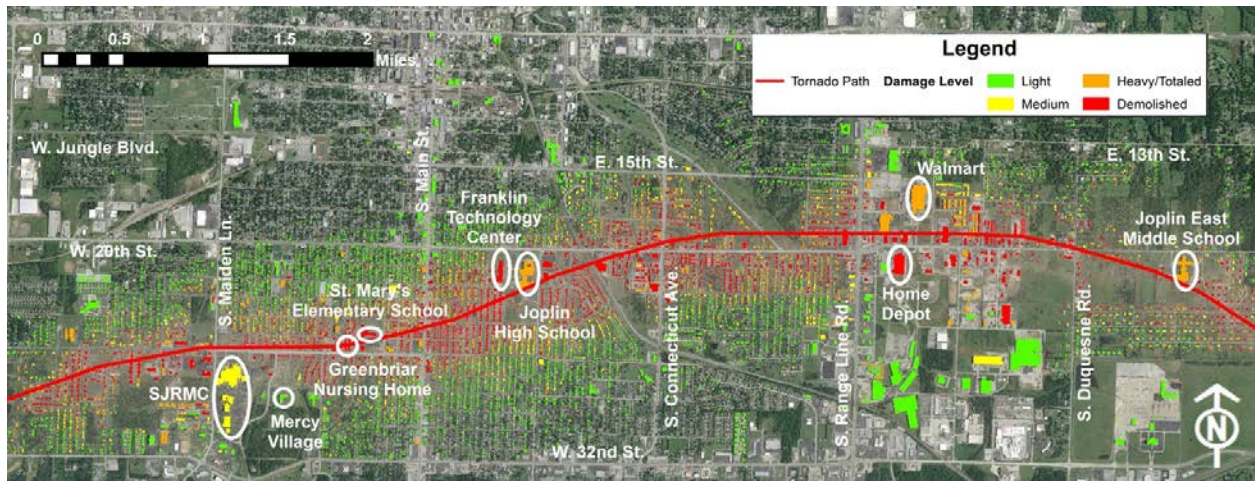 0 0.5 1 1.5 2
Miles
Legend
Tornado Path
Damage Level
Light
Heavy/Totaled
Medium
Demolished
W. Jungle Blvd.
S. Main St.
E. 15th St.
Walmart
E. 13th St.
Franklin
Technology
Center
S. Maiden Ln.
W. 20th St.
Joplin East
Middle School
St. Mary's
Elementary School
Joplin
High School
Home
Depot
Greenbriar
Nursing Home
S. Connecticut Ave.
S. Range Line Rd.
S. Duquesne Rd.
SJRMC
Mercy
Village
W. 32nd St.
N